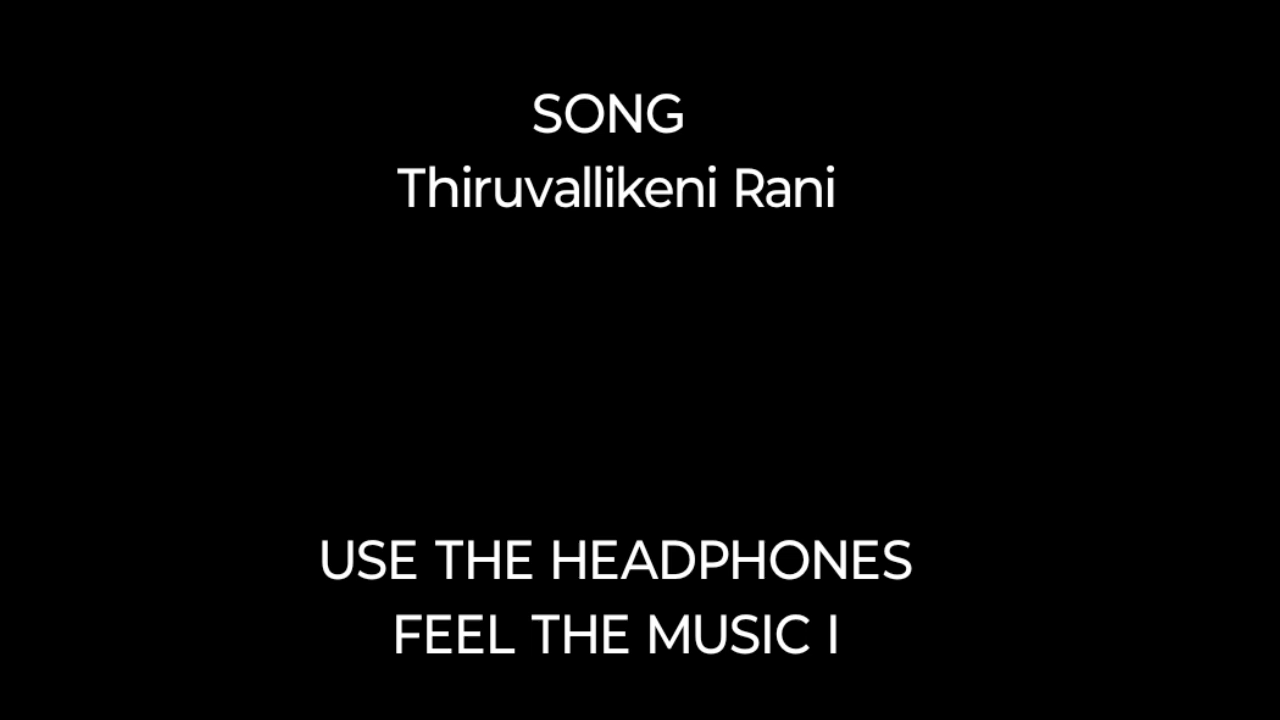 SONG
Thiruvallikeni Rani
USE THE HEADPHONES
FEEL THE MUSIC I